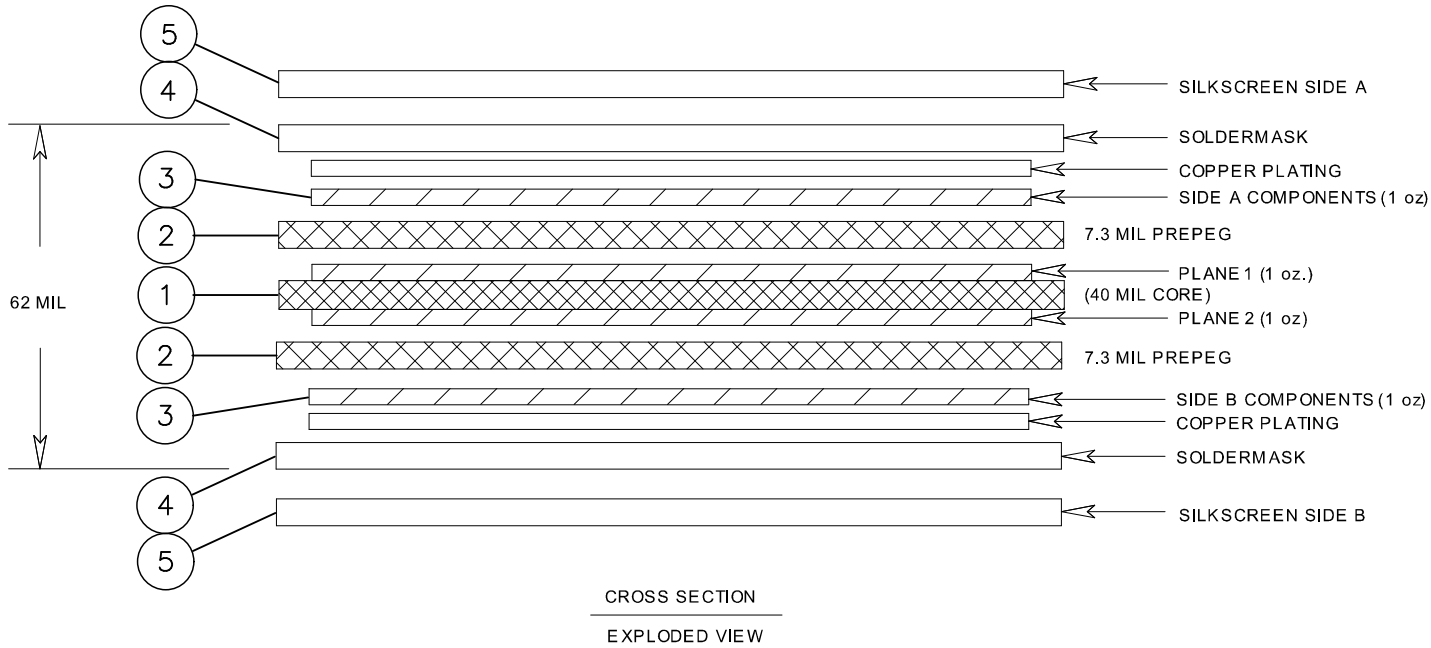 5
SILKSCREEN SIDE A
4
SOLDERMASK
COPPER PLATING
3
SIDE A COMPONENTS (1 oz)
2
7.3 MIL PREPEG
PLANE 1 (1 oz.)
62 MIL
1
(40 MIL CORE)
PLANE 2 (1 oz)
2
7.3 MIL PREPEG
3
SIDE B COMPONENTS (1 oz)
COPPER PLATING
SOLDERMASK
4
SILKSCREEN SIDE B
5
CROSS SECTION
EXPLODED VIEW